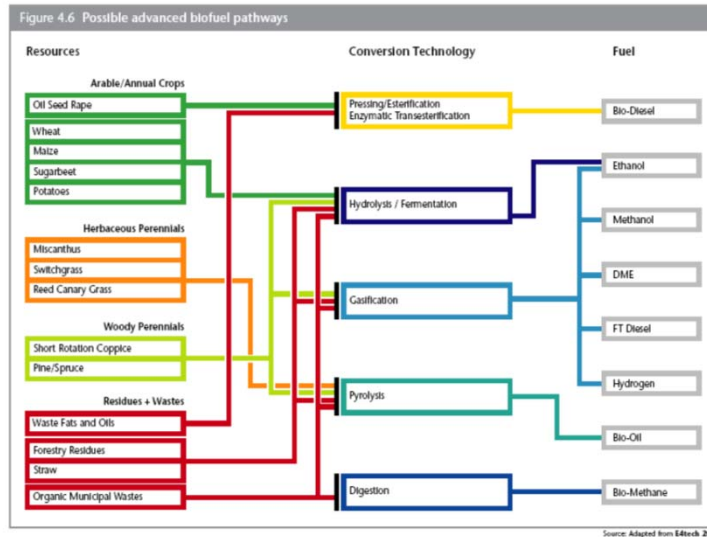 Figure 4.6 Possible advanced biofuel pathways
Resources
Conversion Technology
Fuel
Arable/Annual Crops
Oil Seed Rape
Wheat
Maize
Sugarbeet
Potatoes
Herbaceous Perennials
Miscanthus
Switchgrass
Reed Canary Grass
Woody Perennials
Short Rotation Coppice
Pine/Spruce
Residues + Wastes
Waste Fats and Oils
Forestry Residues
Straw
Organic Municipal Wastes
Pressing/Esterification
Enzymatic Transesterification
Hydrolysis / Fermentation
Gasification
Pyrolysis
Digestion
Bio-Diesel
Ethanol
Methanol
DME
FT Diesel
Hydrogen
Bio-Oil
Bio-Methane
Source: Adapted from E4tech